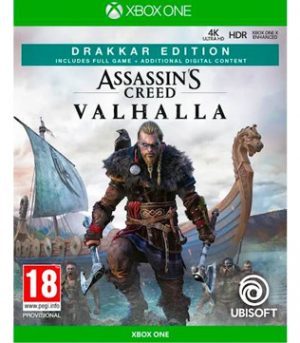 XBOX ONE
4K
ULTRA HD
HDR
XBOX ONE X
ENHANCED
DRAKKAR EDITION
INCLUDES FULL GAME + ADDITIONAL DIGITAL CONTENT
ASSASSIN'S
CREED
VALHALLA
18
www.pegi.info
PROVISIONAL
UBISOFT
XBOX ONE